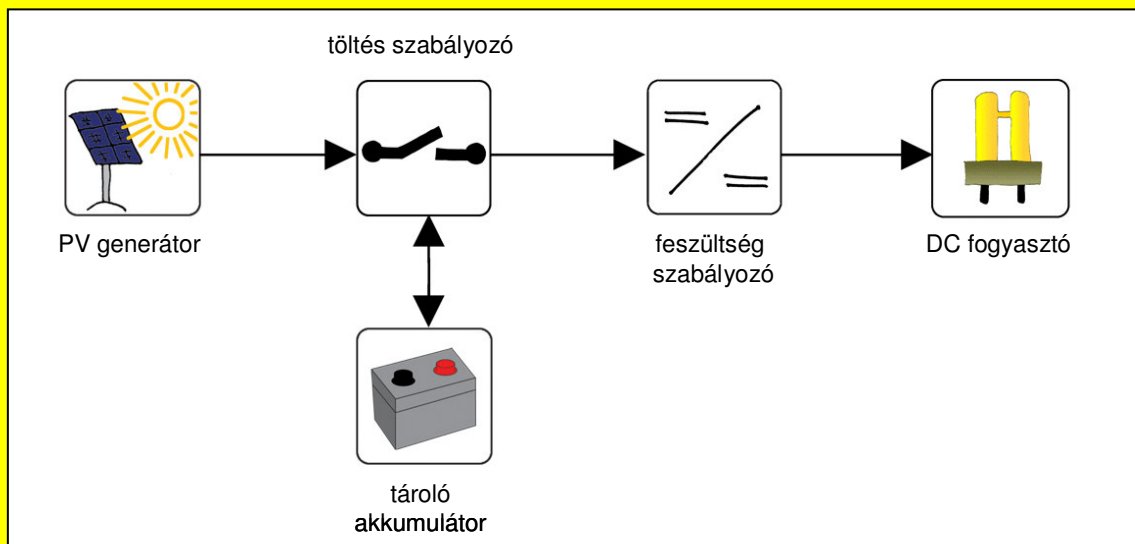 töltés szabályozó
PV generátor
feszültség
szabályozó
DC fogyasztó
tároló
akkumulátor